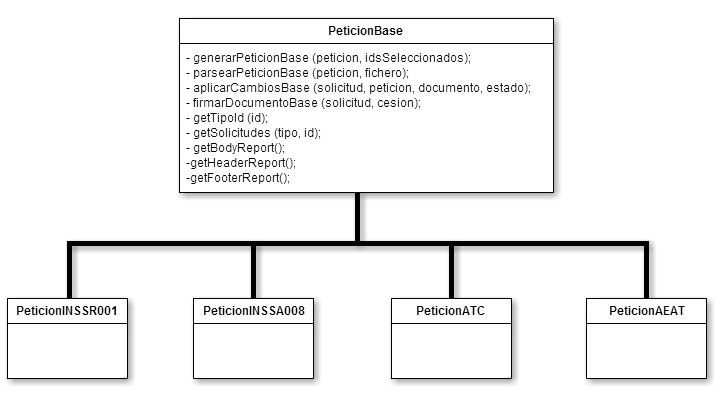 PeticionBase
- generarPeticionBase (peticion, idsSeleccionados);
- parsearPeticionBase (peticion, fichero);
- aplicarCambiosBase (solicitud, peticion, documento, estado);
- firmarDocumentoBase (solicitud, cesion);
- getTipoId (id);
- getSolicitudes (tipo, id);
- getBodyReport();
-getHeaderReport();
-getFooterReport();
PeticionINSSR001
PeticionINSSA008
PeticionATC
PeticionAEAT